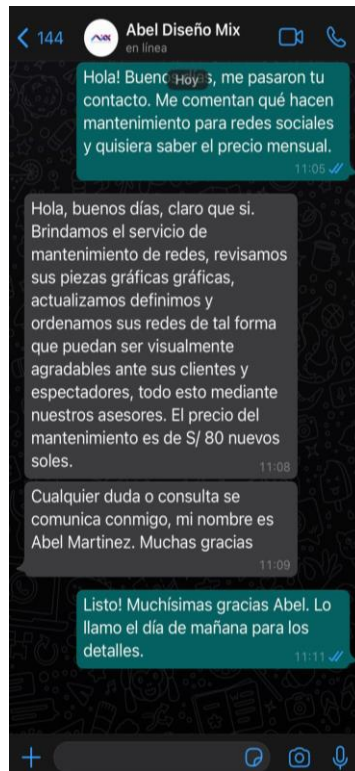 144
Abel Diseño Mix
en línea
Hola! Buenos Hoy s, me pasaron tu
contacto. Me comentan qué hacen
mantenimiento para redes sociales
y quisiera saber el precio mensual.
11:05
Hola, buenos días, claro que si.
Brindamos el servicio de
mantenimiento de redes, revisamos
sus piezas gráficas gráficas,
actualizamos definimos y
ordenamos sus redes de tal forma
que puedan ser visualmente
agradables ante sus clientes y
espectadores, todo esto mediante
nuestros asesores. El precio del
mantenimiento es de S/ 80 nuevos
soles.
11:08
Cualquier duda o consulta se
comunica conmigo, mi nombre es
Abel Martinez. Muchas gracias
11:09
Listo! Muchísimas gracias Abel. Lo
llamo el día de mañana para los
detalles.
11:11